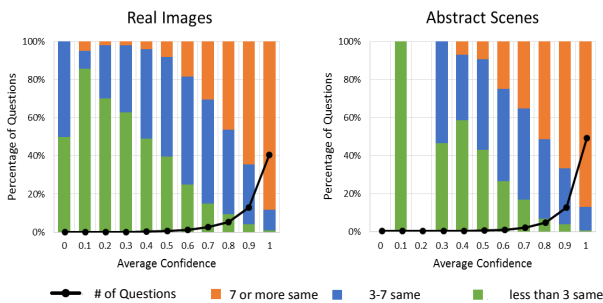 Real Images
Abstract Scenes
Percentage of Questions
100%
80%
60%
40%
20%
0%
0 0.1 0.2 0.3 0.4 0.5 0.6 0.7 0.8 0.9 1
Average Confidence
Percentage of Questions
100%
80%
60%
40%
20%
0%
0 0.1 0.2 0.3 0.4 0.5 0.6 0.7 0.8 0.9 1
Average Confidence
# of Questions 7 or more same 3-7 same less than 3 same